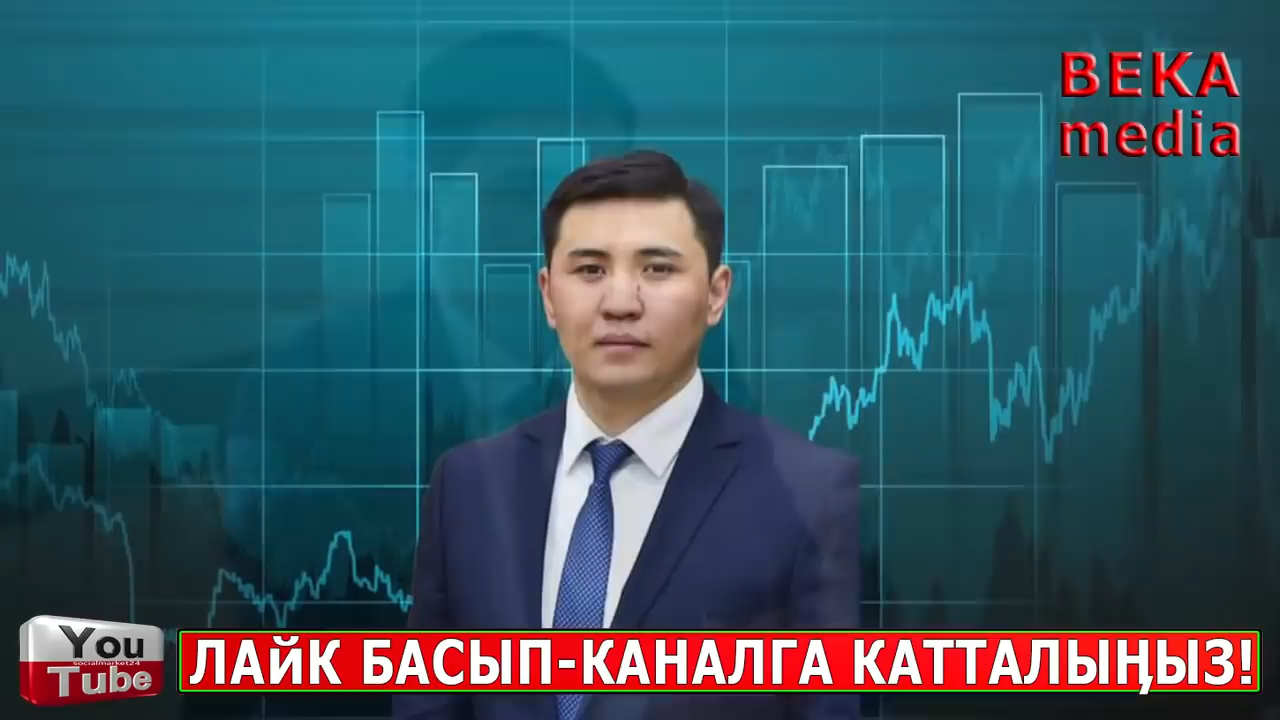 BEKA
media
You
socialmarket24
Tube
ЛАЙК БАСЫП-КАНАЛГА КАТТАЛЫҢЫЗ!